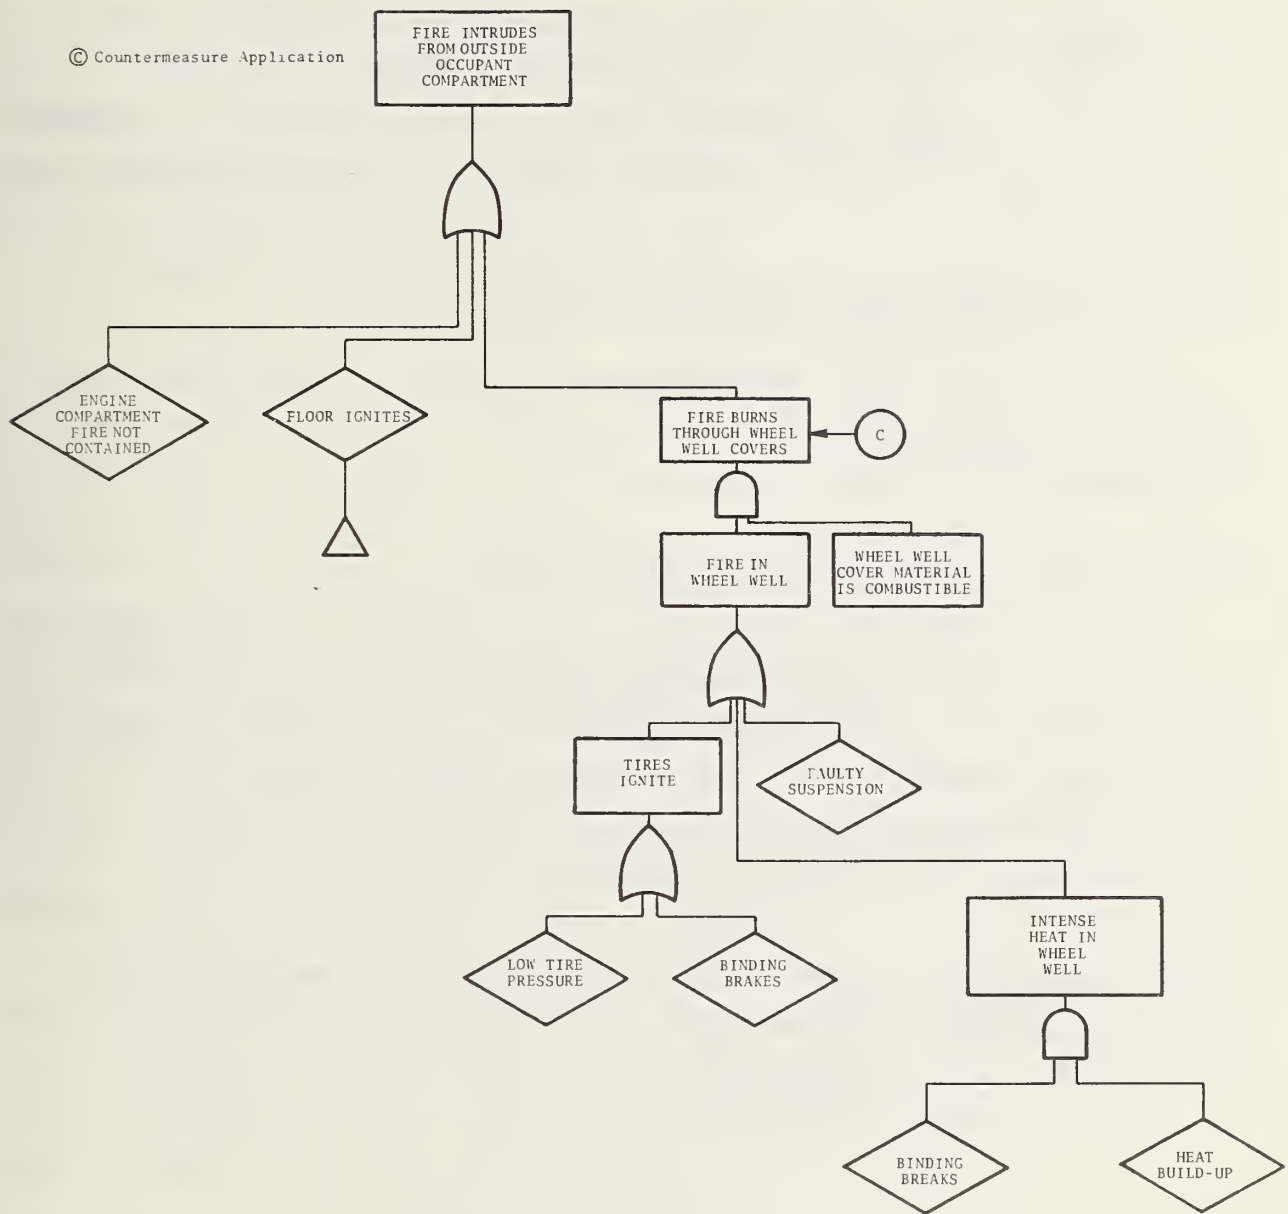 FIRE INTRUDES
FROM OUTSIDE
OCCUPANT
COMPARTMENT
© Countermeasure Application
ENGINE
COMPARTMENT
FIRE NOT
CONTAINED
FLOOR IGNITES
FIRE BURNS
THROUGH WHEEL
WELL COVERS
C
FIRE IN
WHEEL WELL
WHEEL WELL
COVER MATERIAL
IS COMBUSTIBLE
TIRES
IGNITE
FAULTY
SUSPENSION
LOW TIRE
PRESSURE
BINDING
BRAKES
INTENSE
HEAT IN
WHEEL
WELL
BINDING
BREAKS
HEAT
BUILD-UP